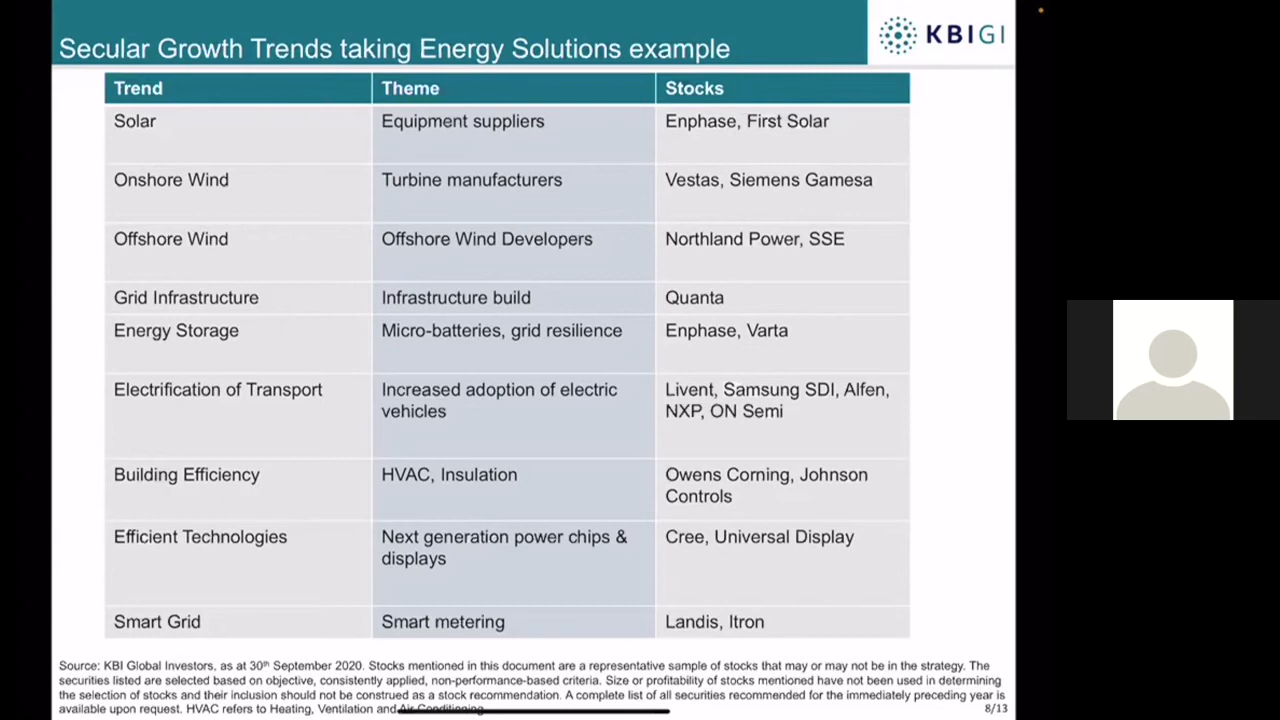 Secular Growth Trends taking Energy Solutions example
KBIGI
Trend Theme Stocks
Solar Equipment suppliers Enphase, First Solar
Onshore Wind Turbine manufacturers Vestas, Siemens Gamesa
Offshore Wind Offshore Wind Developers Northland Power, SSE
Grid Infrastructure Infrastructure build Quanta
Energy Storage Micro-batteries, grid resilience Enphase, Varta
Electrification of Transport Increased adoption of electric Livent, Samsung SDI, Alfen,
vehicles NXP, ON Semi
Building Efficiency HVAC, Insulation Owens Corning, Johnson
Controls
Efficient Technologies Next generation power chips & Cree, Universal Display
displays
Smart Grid Smart metering Landis, Itron
Source: KBI Global Investors, as at 30th September 2020. Stocks mentioned in this document are a representative sample of stocks that may or may not be in the strategy. The
securities listed are selected based on objective, consistently applied, non-performance-based criteria. Size or profitability of stocks mentioned have not been used in determining
the selection of stocks and their inclusion should not be construed as a stock recommendation. A complete list of all securities recommended for the immediately preceding year is
available upon request. HVAC refers to Heating, Ventilation and Air Conditioning.
8/13